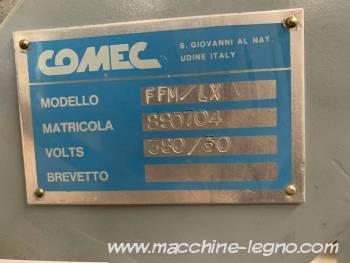 COMEC
S. GIOVANNI AL NAT.
UDINE ITALY
MODELLO FFM/LX
MATRICOLA 890704
VOLTS 380/50
BREVETTO
www.macchine-legno.com